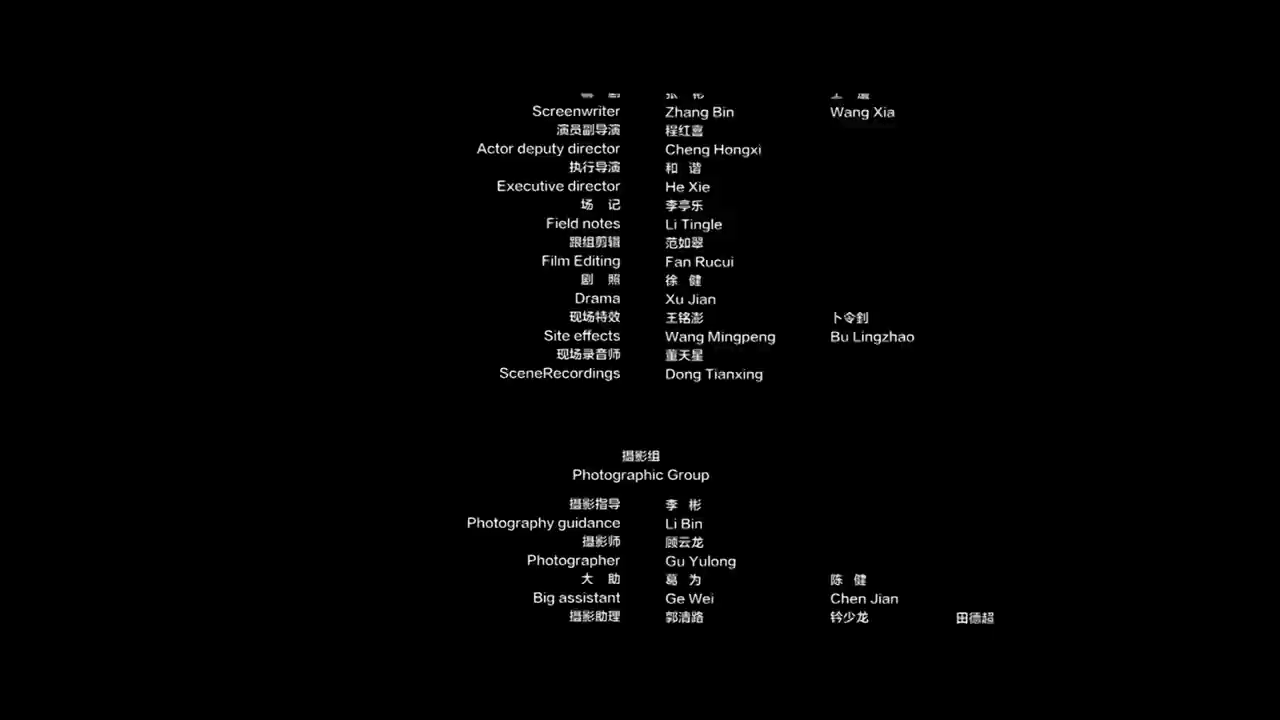 Screenwriter Zhang Bin Wang Xia
演员副导演 程红喜
Actor deputy director Cheng Hongxi
执行导演 和 谐
Executive director He Xie
场 记 李亭乐
Field notes Li Tingle
跟组剪辑 范如翠
Film Editing Fan Rucui
剧 照 徐 健
Drama Xu Jian
现场特效 王铭澎 卜令钊
Site effects Wang Mingpeng Bu Lingzhao
现场录音师 董天星
SceneRecordings Dong Tianxing
摄影组
Photographic Group
摄影指导 李 彬
Photography guidance Li Bin
摄影师 顾云龙
Photographer Gu Yulong
大 助 葛 为 陈 健
Big assistant Ge Wei Chen Jian
摄影助理 郭清路 钤少龙 田德超